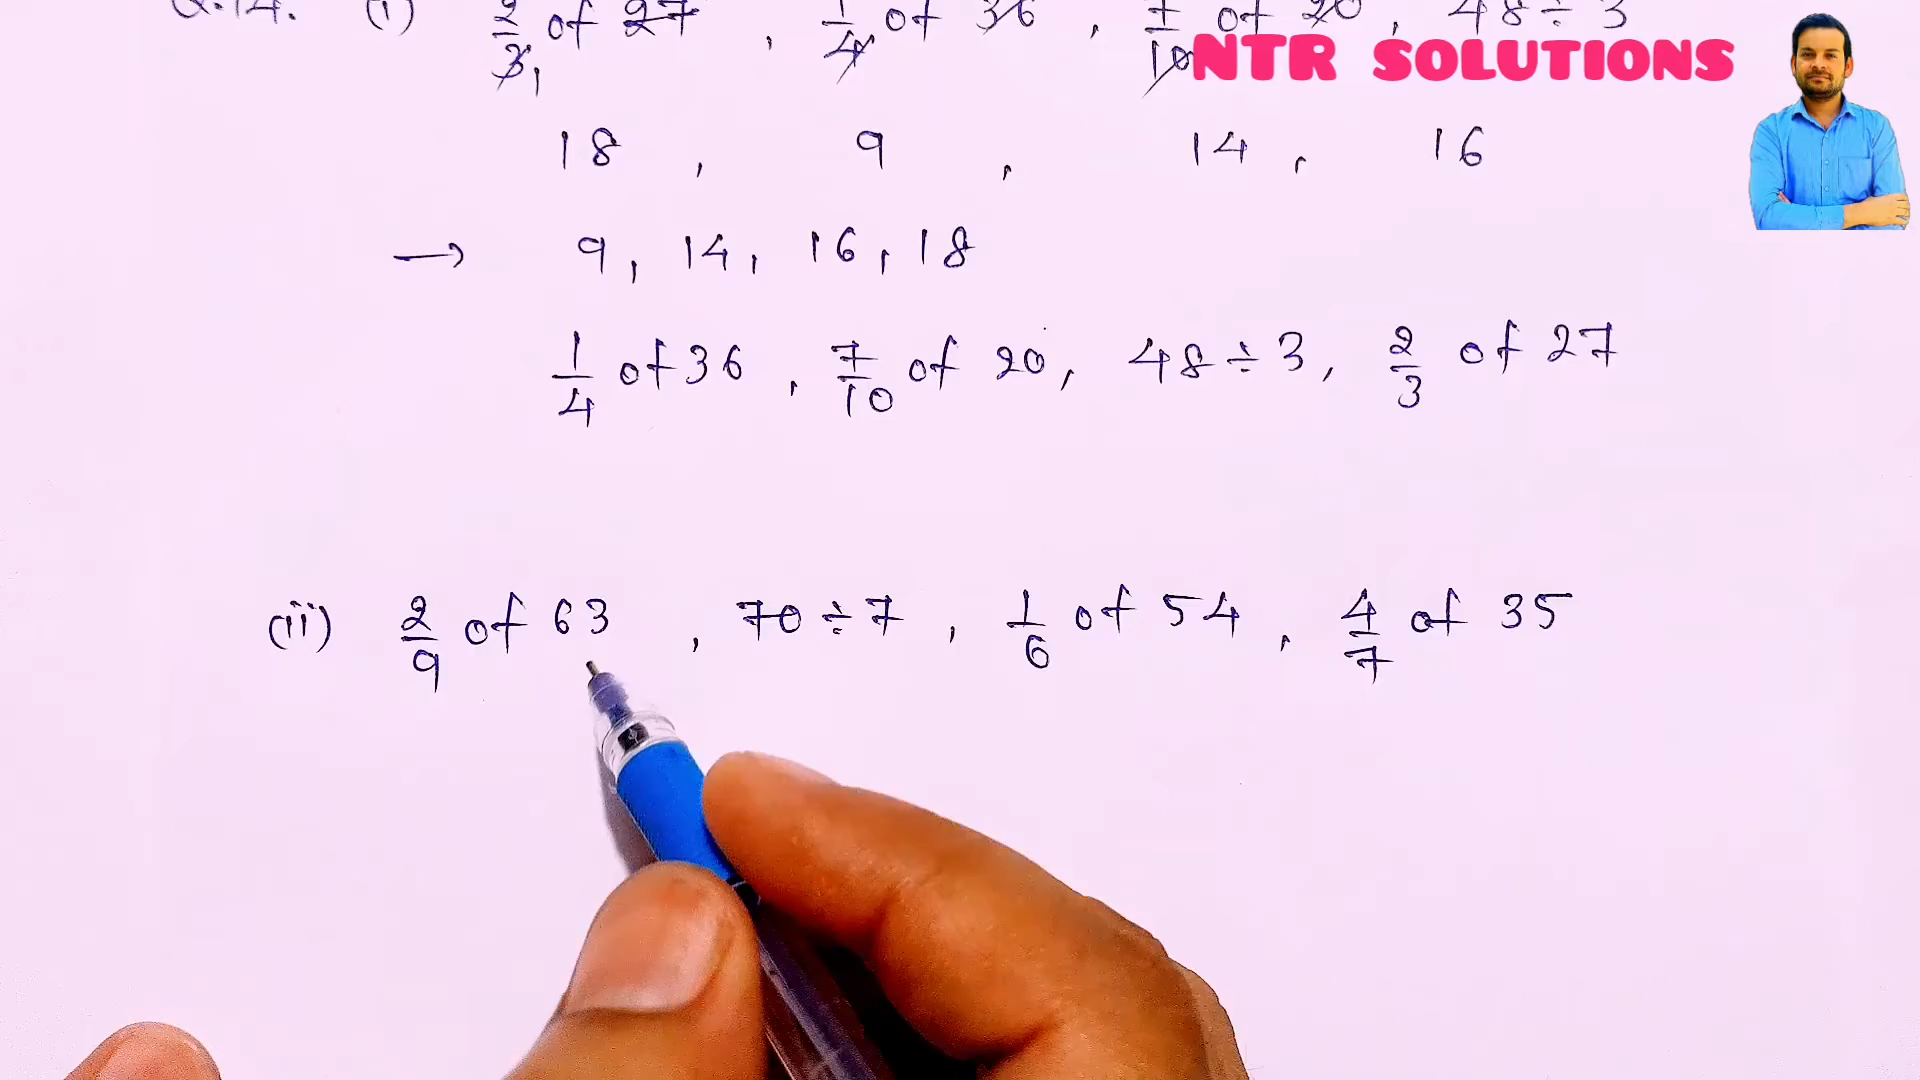 Q.14. (i) 2/3 of 27, 1/4 of 36, 7/10 of 20, 48÷3
NTR SOLUTIONS
18, 9, 14, 16
→ 9, 14, 16, 18
1/4 of 36, 7/10 of 20, 48÷3, 2/3 of 27
(ii) 2/9 of 63, 70÷7, 1/6 of 54, 4/7 of 35